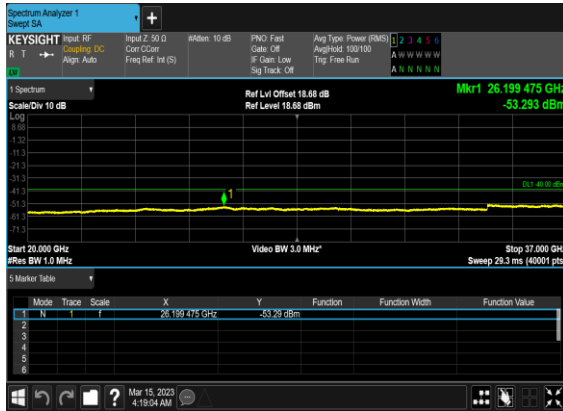 Spectrum Analyzer 1
Swept SA
+
KEYSIGHT
R T
LU
Input: RF
Coupling: DC
Align: Auto
Input Z: 50 Ω
Corr CCorr
Freq Ref: Int (S)
#Atten: 10 dB
PNO: Fast
Gate: Off
IF Gain: Low
Sig Track: Off
Avg Type: Power (RMS)
Avg|Hold: 100/100
Trig: Free Run
1 2 3 4 5 6
A W W W W W
A N N N N N
1 Spectrum
Scale/Div 10 dB
Ref Lvl Offset 18.68 dB
Ref Level 18.68 dBm
Mkr1 26.199 475 GHz
-53.293 dBm
Log
8.68
-1.32
-11.3
-21.3
-31.3
-41.3
-51.3
-61.3
-71.3
DL1 -40.00 dBm
1
Start 20.000 GHz
#Res BW 1.0 MHz
Video BW 3.0 MHz*
Stop 37.000 GHz
Sweep 29.3 ms (40001 pts)
5 Marker Table
Mode Trace Scale X Y Function Function Width Function Value
1 N 1 f 26.199 475 GHz -53.29 dBm
2
3
4
5
6
?
Mar 15, 2023
4:19:04 AM